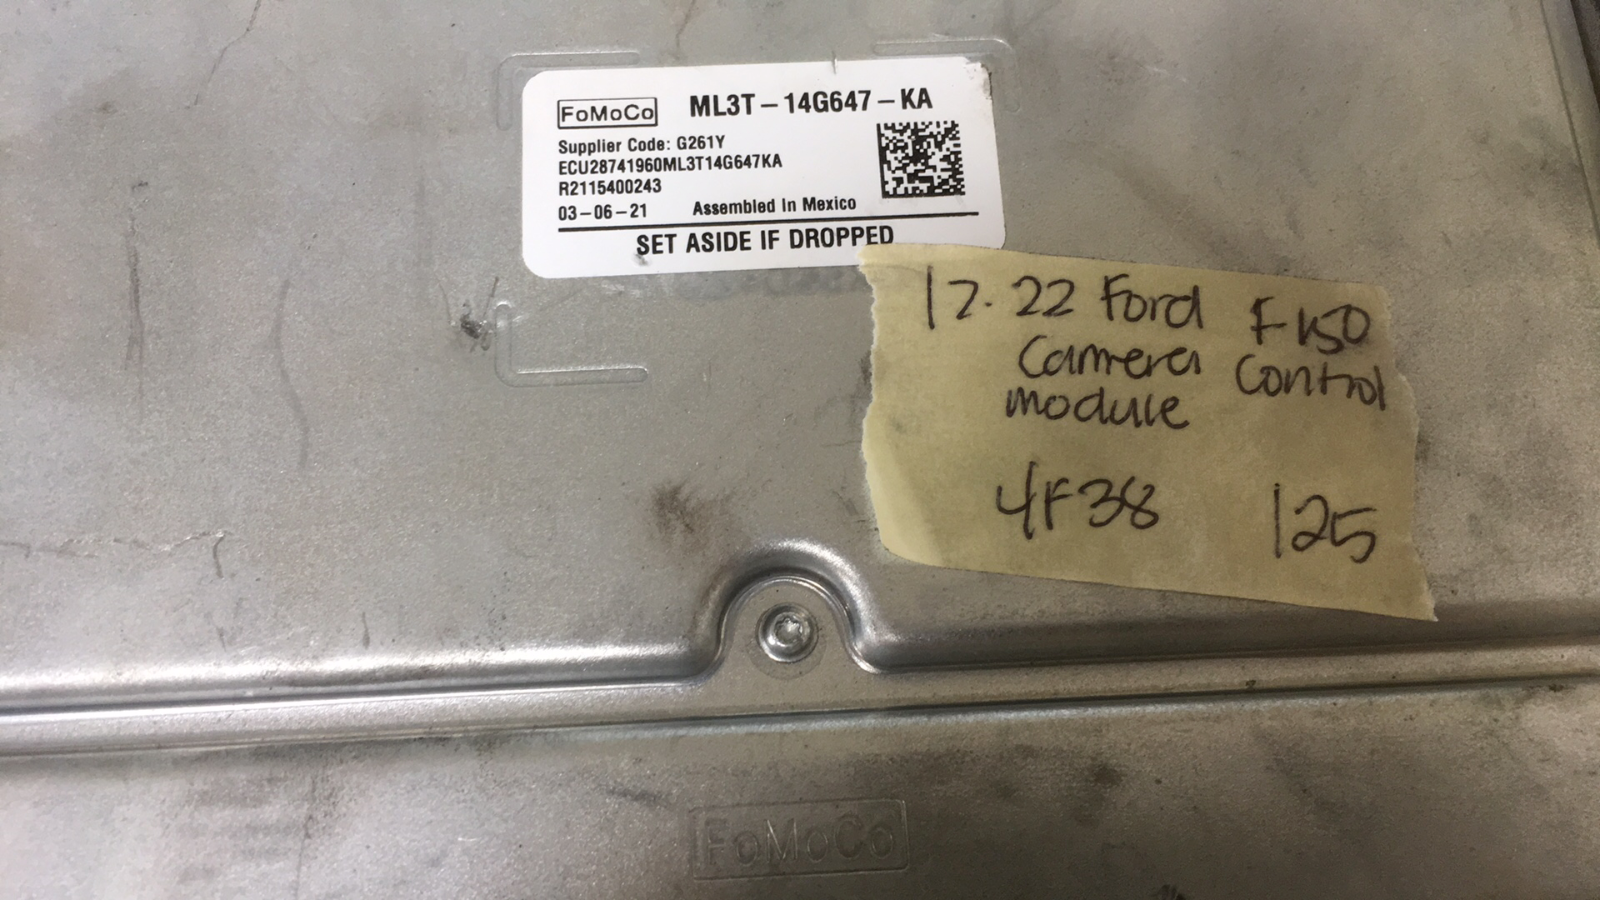 FoMoCo ML3T-14G647-KA
Supplier Code: G261Y
ECU28741960ML3T14G647KA
R2115400243
03-06-21 Assembled In Mexico
SET ASIDE IF DROPPED
17-22 Ford F150
Camera Control
module
4F38 125
FoMoCo